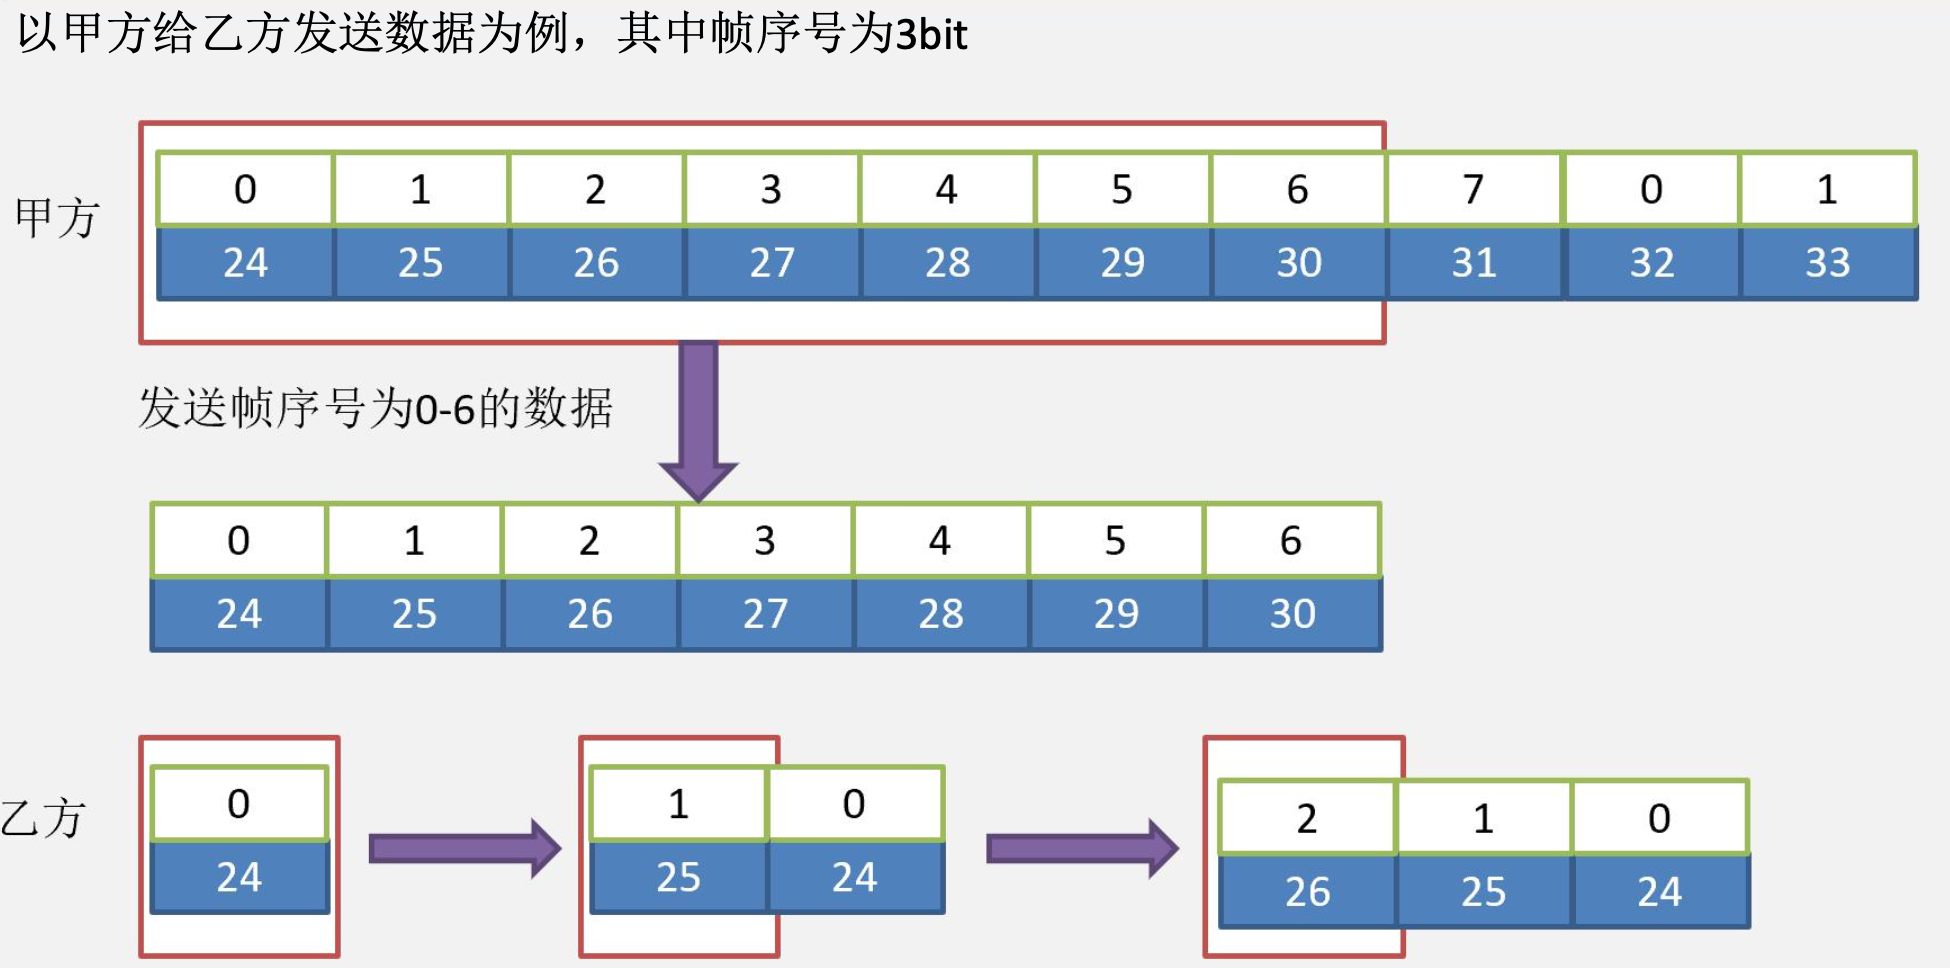 以甲方给乙方发送数据为例，其中帧序号为3bit
0 1 2 3 4 5 6 7 0 1
甲方
24 25 26 27 28 29 30 31 32 33
发送帧序号为0-6的数据
0 1 2 3 4 5 6
24 25 26 27 28 29 30
乙方
0 1 0 2 1 0
24 25 24 26 25 24